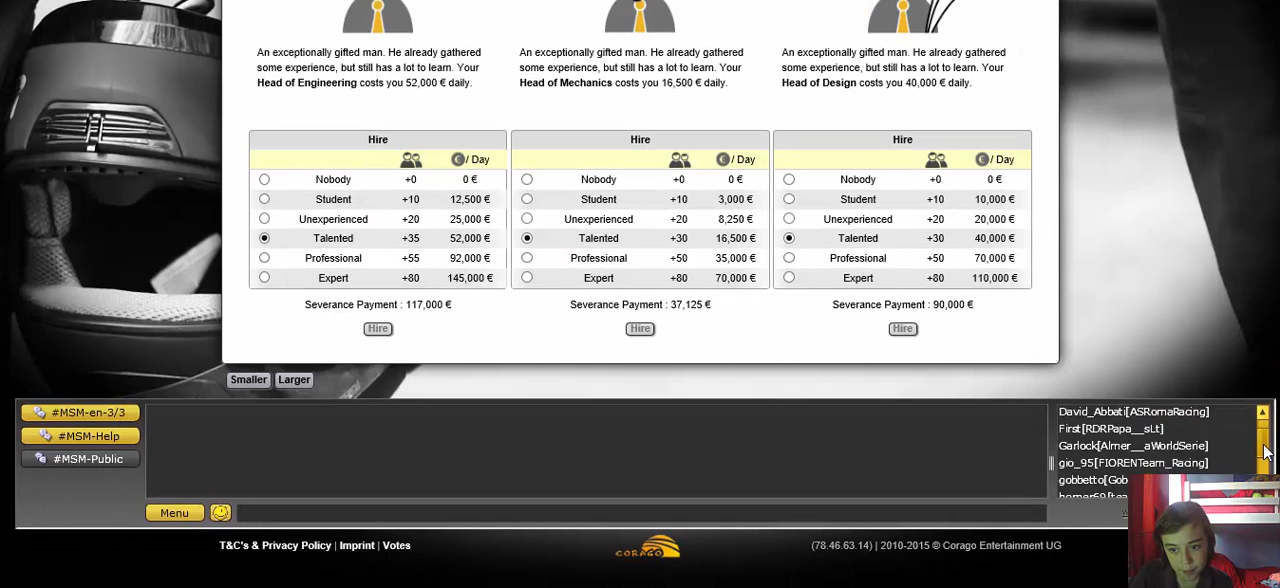 An exceptionally gifted man. He already gathered
some experience, but still has a lot to learn. Your
Head of Engineering costs you 52,000 € daily.
An exceptionally gifted man. He already gathered
some experience, but still has a lot to learn. Your
Head of Mechanics costs you 16,500 € daily.
An exceptionally gifted man. He already gathered
some experience, but still has a lot to learn. Your
Head of Design costs you 40,000 € daily.
Hire
€/ Day
Nobody +0 0 €
Student +10 12,500 €
Unexperienced +20 25,000 €
Talented +35 52,000 €
Professional +55 92,000 €
Expert +80 145,000 €
Severance Payment : 117,000 €
Hire
Hire
€/ Day
Nobody +0 0 €
Student +10 3,000 €
Unexperienced +20 8,250 €
Talented +30 16,500 €
Professional +50 35,000 €
Expert +80 70,000 €
Severance Payment : 37,125 €
Hire
Hire
€/ Day
Nobody +0 0 €
Student +10 10,000 €
Unexperienced +20 20,000 €
Talented +30 40,000 €
Professional +50 70,000 €
Expert +80 110,000 €
Severance Payment : 90,000 €
Hire
Smaller Larger
#MSM-en-3/3
#MSM-Help
#MSM-Public
David_Abbati[ASRomaRacing]
First[RDRPapa__sLt]
Garlock[Almer__aWorldSerie]
gio_95[FIORENTeam_Racing]
gobbetto[Gob
Menu
T&C's & Privacy Policy | Imprint | Votes
CORAGO
(78.46.63.14) | 2010-2015 © Corago Entertainment UG